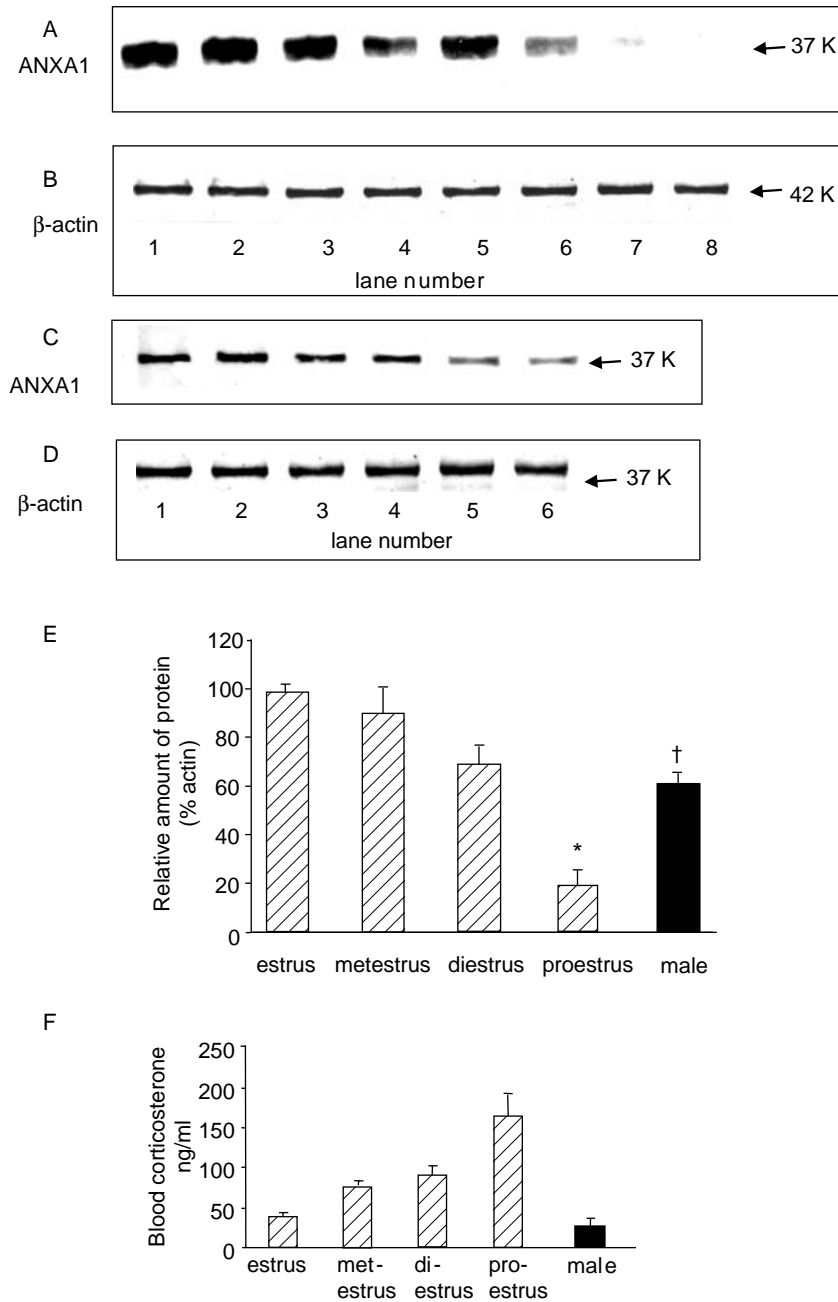 A
ANXA1
37 K
B
β-actin
42 K
1 2 3 4 5 6 7 8
lane number
C
ANXA1
37 K
D
β-actin
37 K
1 2 3 4 5 6
lane number
E
Relative amount of protein
(% actin)
120
100
80
60
40
20
0
*
†
estrus metestrus diestrus proestrus male
F
Blood corticosterone
ng/ml
250
200
150
100
50
0
estrus met- di- pro- male
estrus estrus estrus